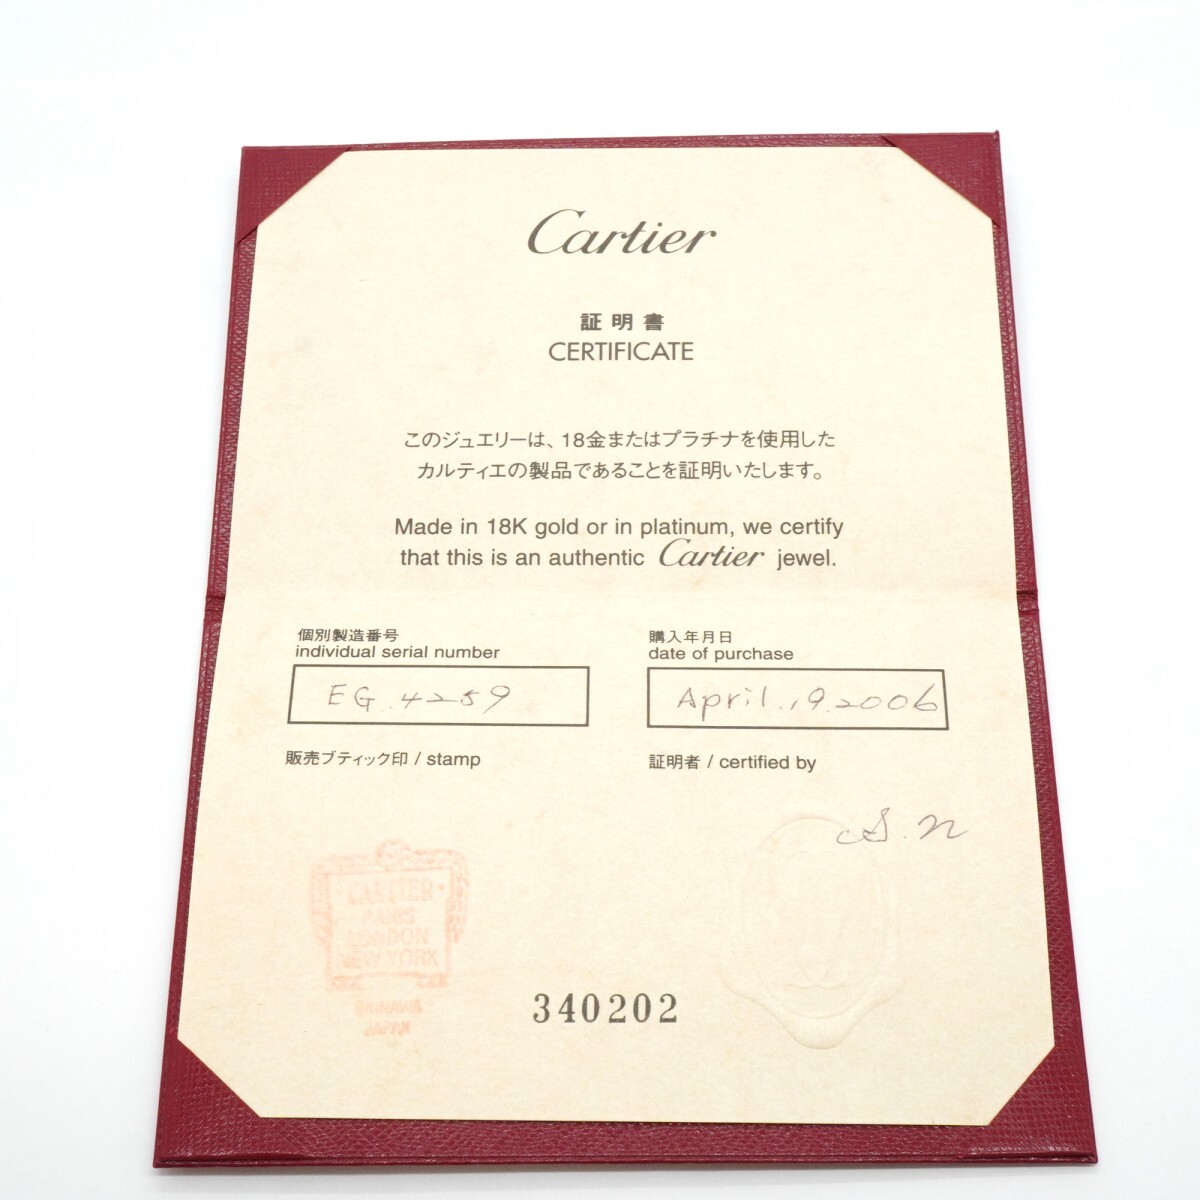 Cartier
証明書
CERTIFICATE
このジュエリーは、18金またはプラチナを使用した
カルティエの製品であることを証明いたします。
Made in 18K gold or in platinum, we certify
that this is an authentic Cartier jewel.
個別製造番号
individual serial number
EG.4259
販売ブティック印 / stamp
購入年月日
date of purchase
April.19.2006
証明者 / certified by
S.n
CARTIER
PARIS
LONDON
NEW YORK
OKINAWA
JAPAN
340202